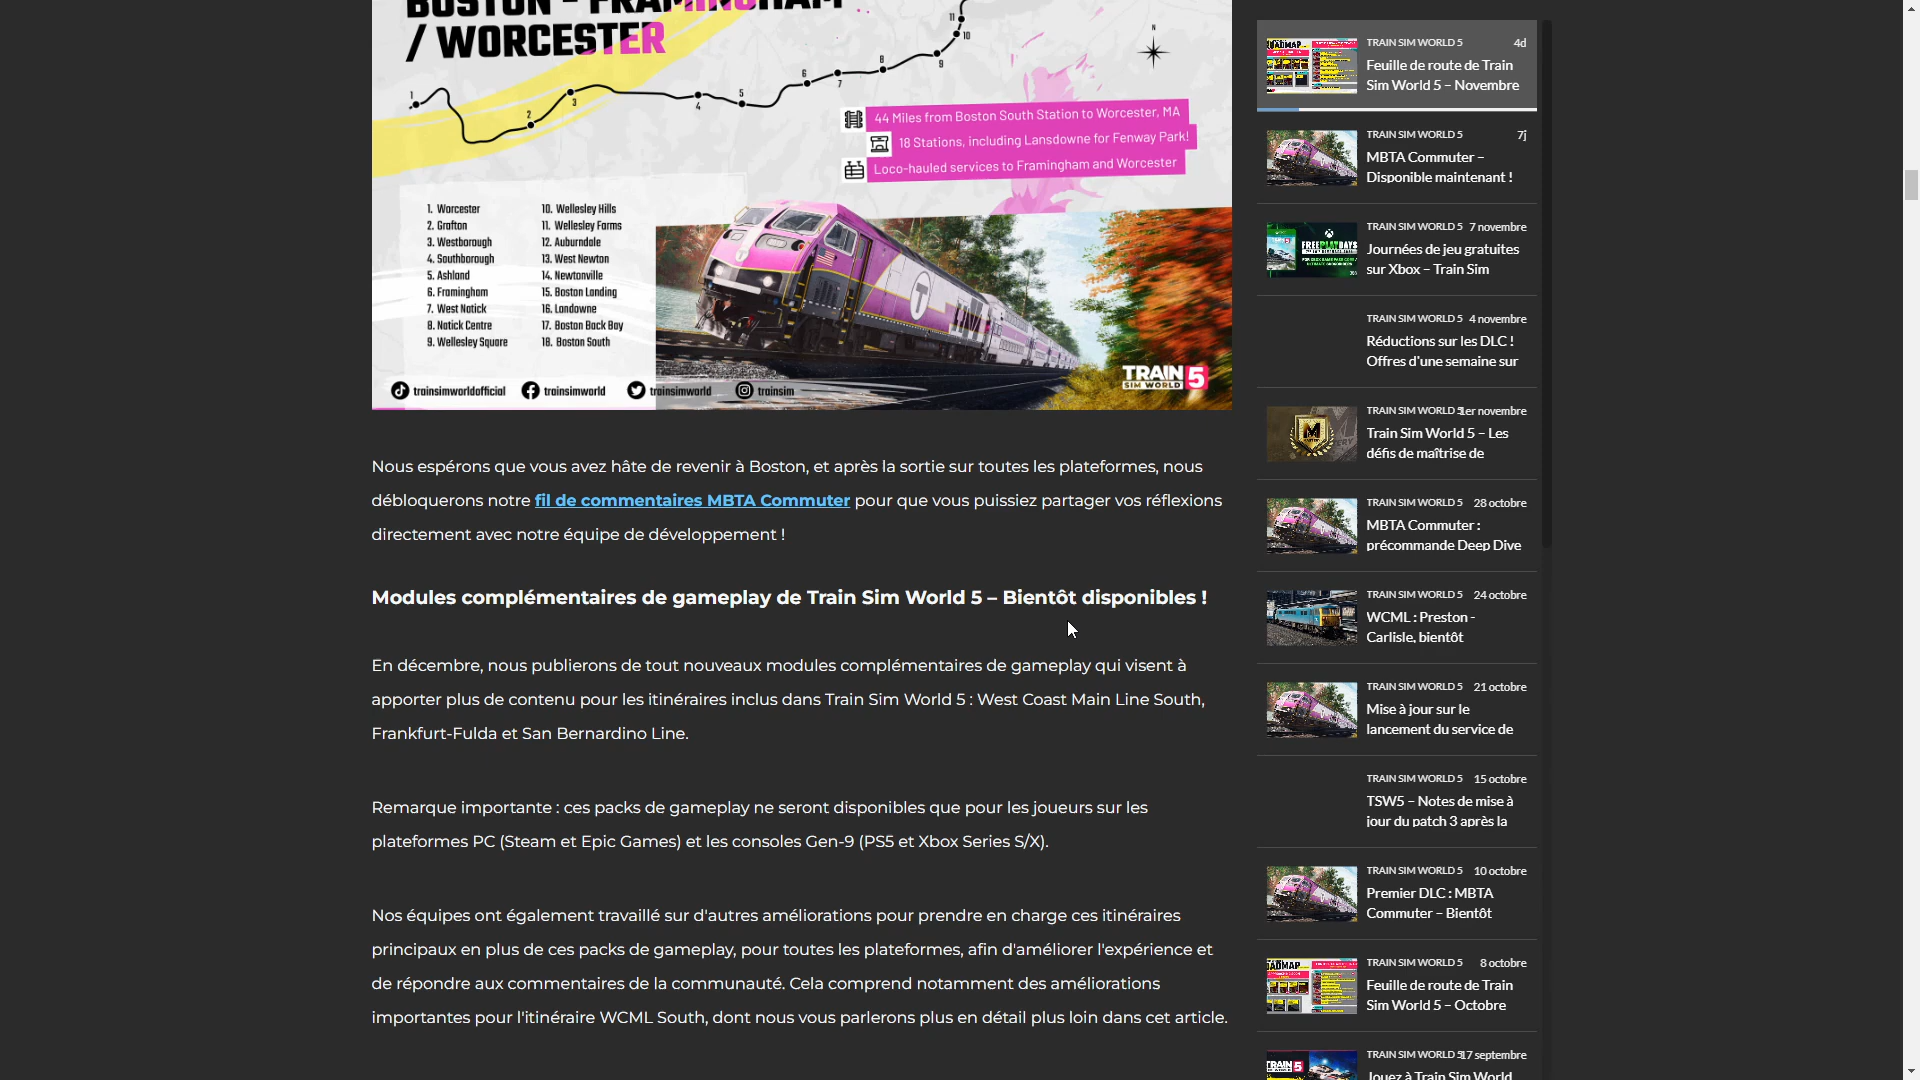 BOSTON – FRAMINGHAM
/ WORCESTER
11
10
9
8
7
6
5
4
3
2
1
N
44 Miles from Boston South Station to Worcester, MA
18 Stations, including Lansdowne for Fenway Park!
Loco-hauled services to Framingham and Worcester
1. Worcester
2. Grafton
3. Westborough
4. Southborough
5. Ashland
6. Framingham
7. West Natick
8. Natick Centre
9. Wellesley Square
10. Wellesley Hills
11. Wellesley Farms
12. Auburndale
13. West Newton
14. Newtonville
15. Boston Landing
16. Landowne
17. Boston Back Bay
18. Boston South
T
trainsimworldofficial
trainsimworld
trainsimworld
trainsim
TRAIN
SIM WORLD 5
Nous espérons que vous avez hâte de revenir à Boston, et après la sortie sur toutes les plateformes, nous
débloquerons notre fil de commentaires MBTA Commuter pour que vous puissiez partager vos réflexions
directement avec notre équipe de développement !
Modules complémentaires de gameplay de Train Sim World 5 – Bientôt disponibles !
En décembre, nous publierons de tout nouveaux modules complémentaires de gameplay qui visent à
apporter plus de contenu pour les itinéraires inclus dans Train Sim World 5 : West Coast Main Line South,
Frankfurt-Fulda et San Bernardino Line.
Remarque importante : ces packs de gameplay ne seront disponibles que pour les joueurs sur les
plateformes PC (Steam et Epic Games) et les consoles Gen-9 (PS5 et Xbox Series S/X).
Nos équipes ont également travaillé sur d'autres améliorations pour prendre en charge ces itinéraires
principaux en plus de ces packs de gameplay, pour toutes les plateformes, afin d'améliorer l'expérience et
de répondre aux commentaires de la communauté. Cela comprend notamment des améliorations
importantes pour l'itinéraire WCML South, dont nous vous parlerons plus en détail plus loin dans cet article.
TRAIN SIM WORLD 5 4d
Feuille de route de Train
Sim World 5 – Novembre
TRAIN SIM WORLD 5 7j
MBTA Commuter –
Disponible maintenant !
FREE PLAY DAYS
TRAIN SIM WORLD 5 7 novembre
Journées de jeu gratuites
sur Xbox – Train Sim
TRAIN SIM WORLD 5 4 novembre
Réductions sur les DLC !
Offres d'une semaine sur
TRAIN SIM WORLD 5 1er novembre
Train Sim World 5 – Les
défis de maîtrise de
TRAIN SIM WORLD 5 28 octobre
MBTA Commuter :
précommande Deep Dive
TRAIN SIM WORLD 5 24 octobre
WCML : Preston -
Carlisle, bientôt
TRAIN SIM WORLD 5 21 octobre
Mise à jour sur le
lancement du service de
TRAIN SIM WORLD 5 15 octobre
TSW5 – Notes de mise à
jour du patch 3 après la
TRAIN SIM WORLD 5 10 octobre
Premier DLC : MBTA
Commuter – Bientôt
TRAIN SIM WORLD 5 8 octobre
Feuille de route de Train
Sim World 5 – Octobre
TRAIN SIM WORLD 5 17 septembre
Jouez à Train Sim World